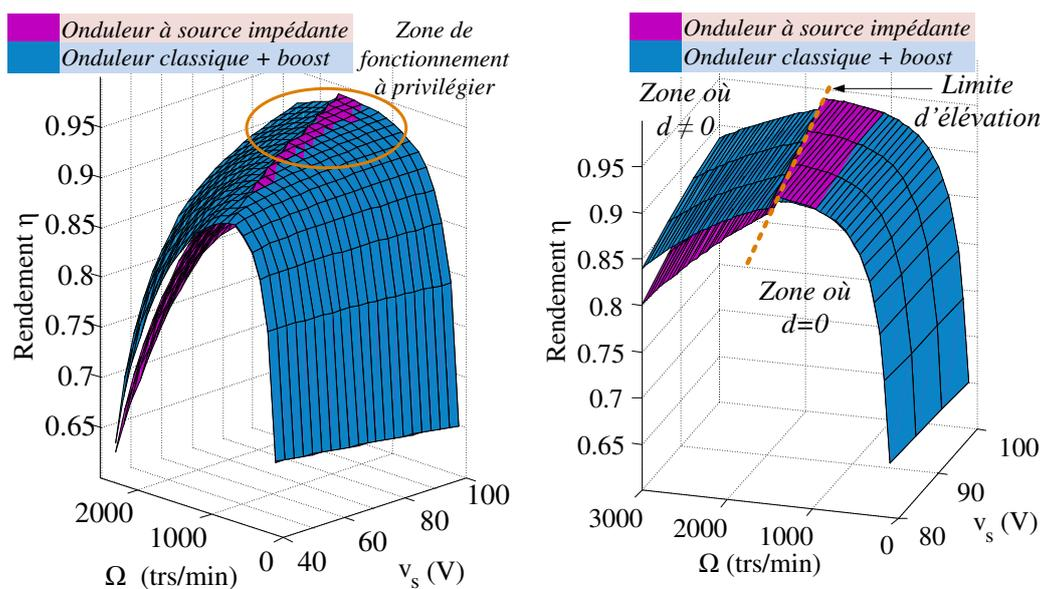 Onduleur à source impédante
Onduleur classique + boost
Zone de
fonctionnement
à privilégier
0.95
0.9
0.85
0.8
0.75
0.7
0.65
Rendement η
2000
1000
0
Ω (trs/min)
40
60
80
100
v_s (V)
Onduleur à source impédante
Onduleur classique + boost
Zone où
d ≠ 0
Limite
d'élévation
Zone où
d=0
0.95
0.9
0.85
0.8
0.75
0.7
0.65
Rendement η
3000
2000
1000
0
Ω (trs/min)
80
90
100
v_s (V)